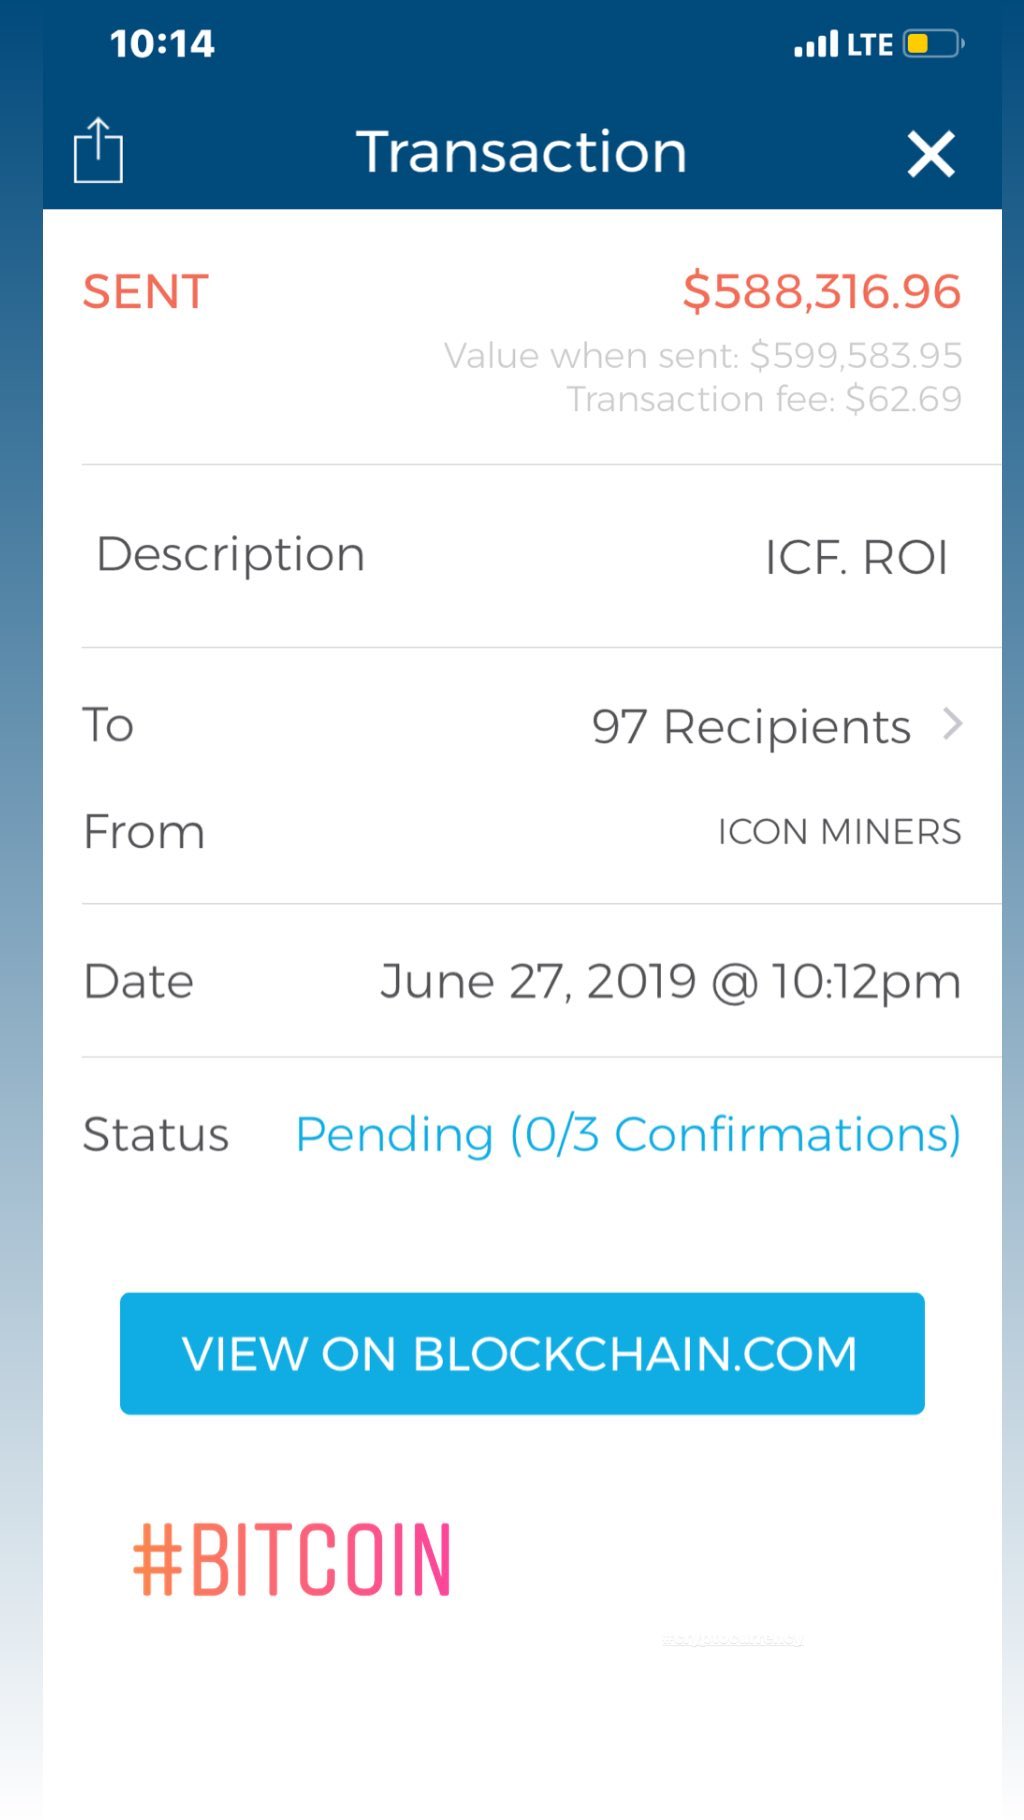 10:14 LTE
Transaction
SENT $588,316.96
Value when sent: $599,583.95
Transaction fee: $62.69
Description ICF. ROI
To 97 Recipients
From ICON MINERS
Date June 27, 2019 @ 10:12pm
Status Pending (0/3 Confirmations)
VIEW ON BLOCKCHAIN.COM
#BITCOIN
#cryptocurrency